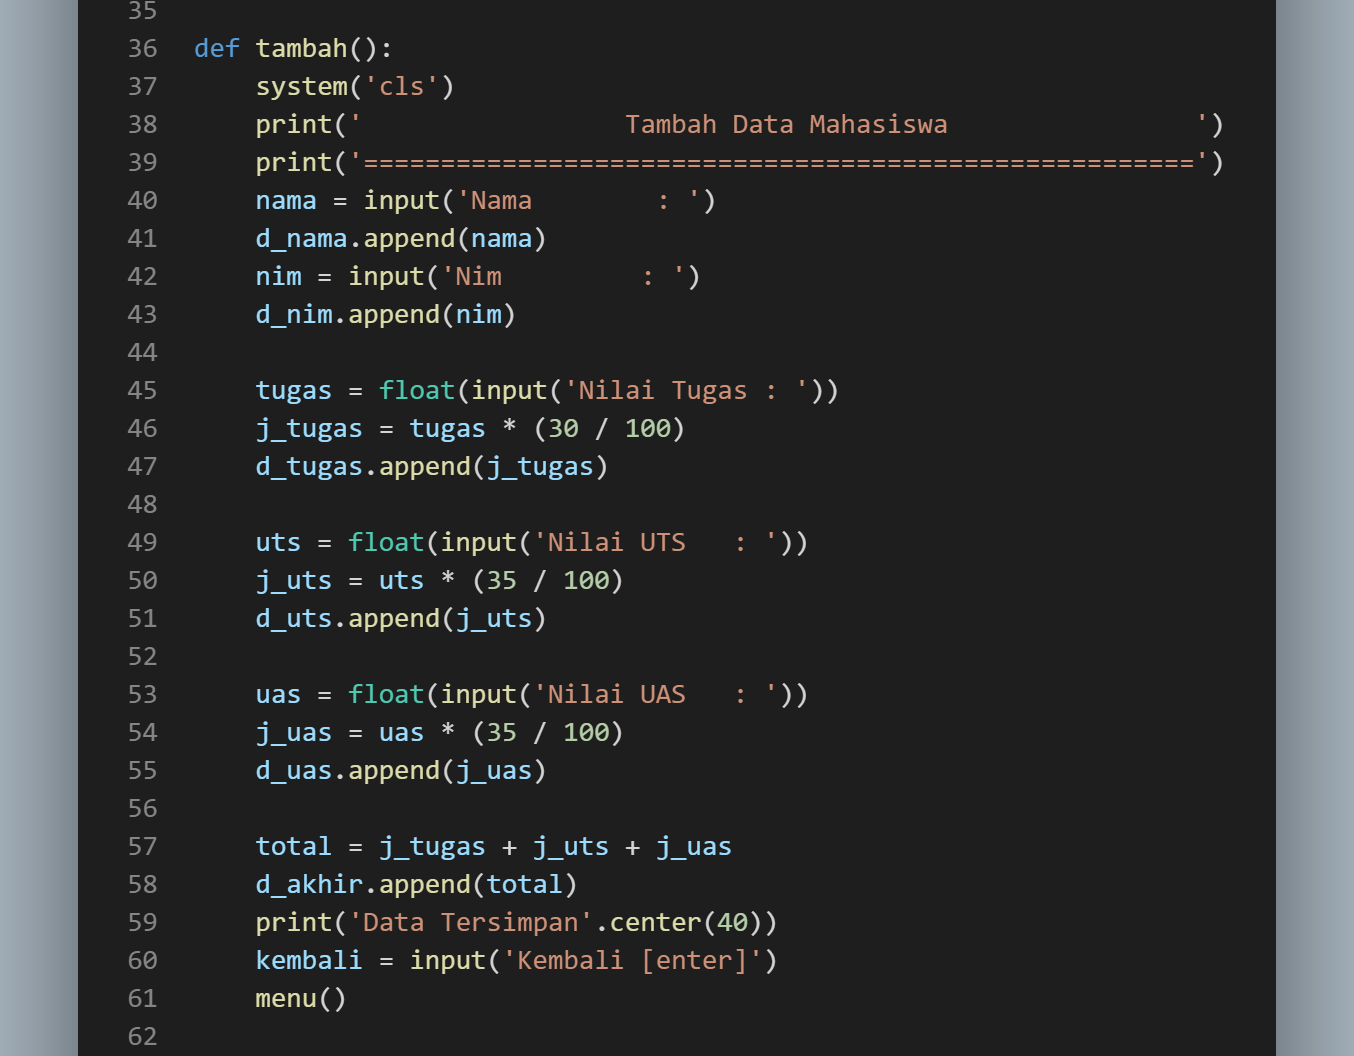 35
36 def tambah():
37     system('cls')
38     print('                 Tambah Data Mahasiswa                ')
39     print('======================================================')
40     nama = input('Nama        : ')
41     d_nama.append(nama)
42     nim = input('Nim         : ')
43     d_nim.append(nim)
44
45     tugas = float(input('Nilai Tugas : '))
46     j_tugas = tugas * (30 / 100)
47     d_tugas.append(j_tugas)
48
49     uts = float(input('Nilai UTS   : '))
50     j_uts = uts * (35 / 100)
51     d_uts.append(j_uts)
52
53     uas = float(input('Nilai UAS   : '))
54     j_uas = uas * (35 / 100)
55     d_uas.append(j_uas)
56
57     total = j_tugas + j_uts + j_uas
58     d_akhir.append(total)
59     print('Data Tersimpan'.center(40))
60     kembali = input('Kembali [enter]')
61     menu()
62